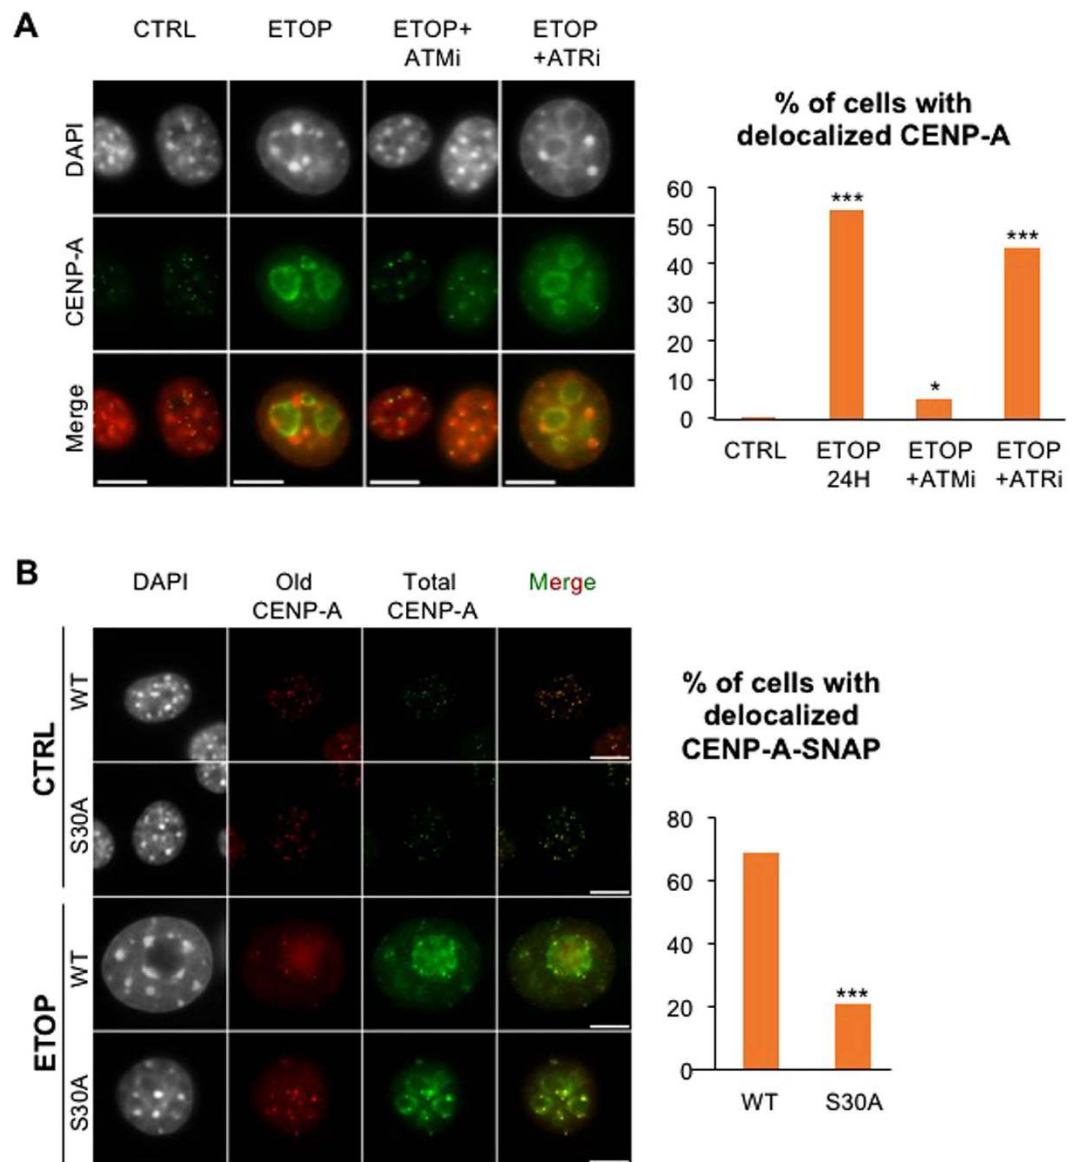 A
CTRL
ETOP
ETOP+
ATMi
ETOP
+ATRi
DAPI
CENP-A
Merge
% of cells with
delocalized CENP-A
60
50
40
30
20
10
0
***
*
***
CTRL
ETOP
24H
ETOP
+ATMi
ETOP
+ATRi
B
DAPI
Old
CENP-A
Total
CENP-A
Merge
CTRL
WT
S30A
ETOP
WT
S30A
% of cells with
delocalized
CENP-A-SNAP
80
60
40
20
0
***
WT
S30A